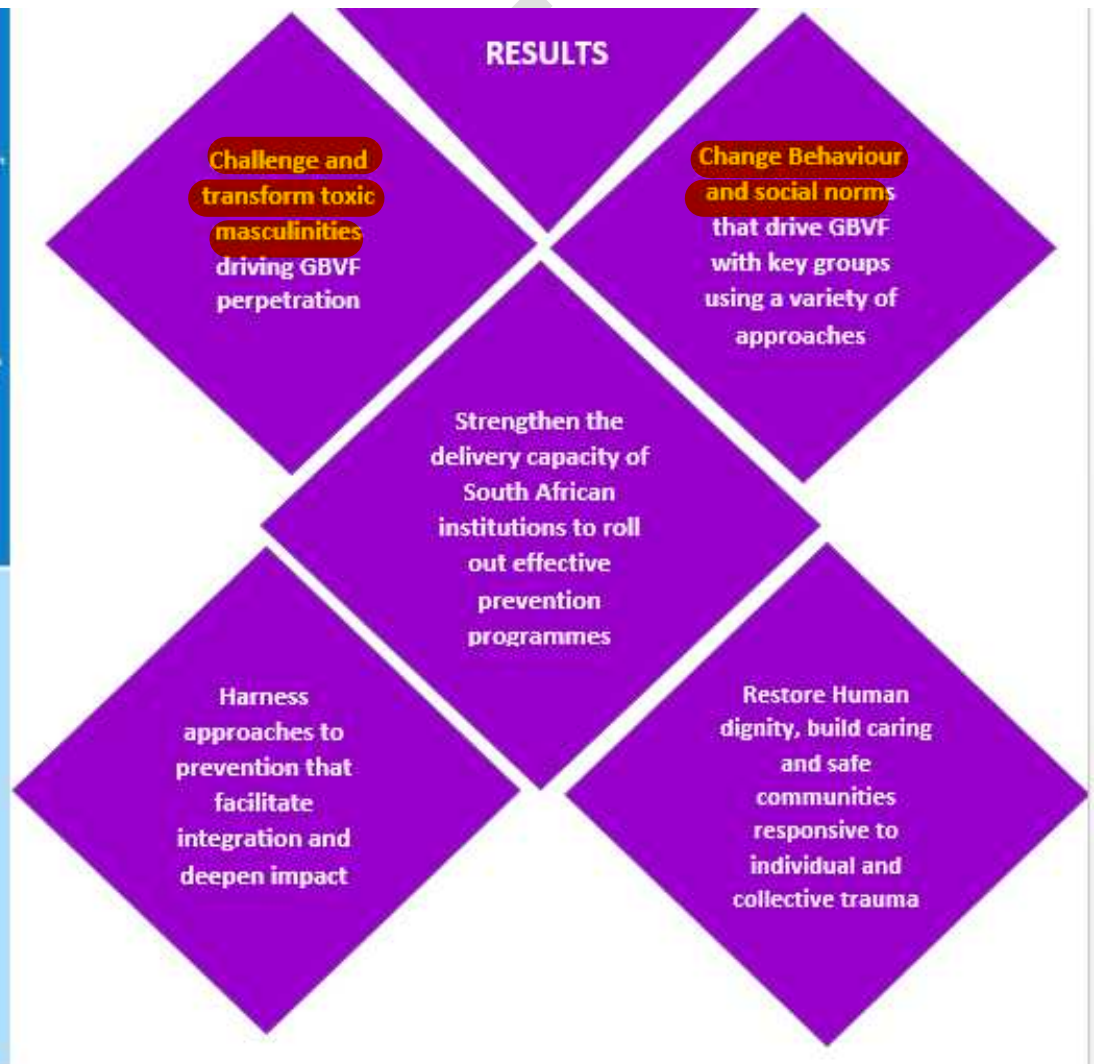 RESULTS
Challenge and
transform toxic
masculinities
driving GBVF
perpetration
Change Behaviour
and social norms
that drive GBVF
with key groups
using a variety of
approaches
Strengthen the
delivery capacity of
South African
institutions to roll
out effective
prevention
programmes
Harness
approaches to
prevention that
facilitate
integration and
deepen impact
Restore Human
dignity, build caring
and safe
communities
responsive to
individual and
collective trauma